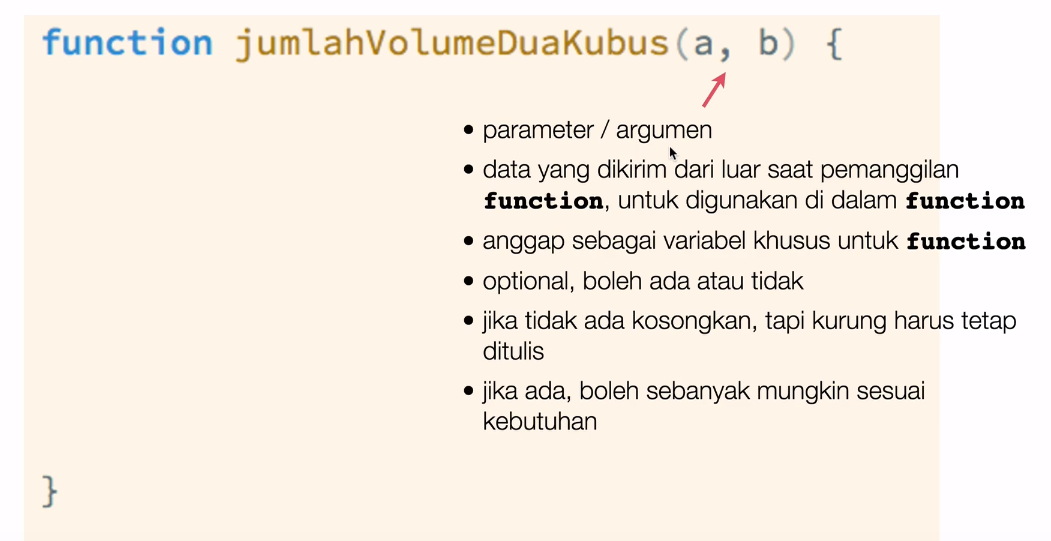 function jumlahVolumeDuaKubus(a, b) {
• parameter / argumen
• data yang dikirim dari luar saat pemanggilan
function, untuk digunakan di dalam function
• anggap sebagai variabel khusus untuk function
• optional, boleh ada atau tidak
• jika tidak ada kosongkan, tapi kurung harus tetap
ditulis
• jika ada, boleh sebanyak mungkin sesuai
kebutuhan
}